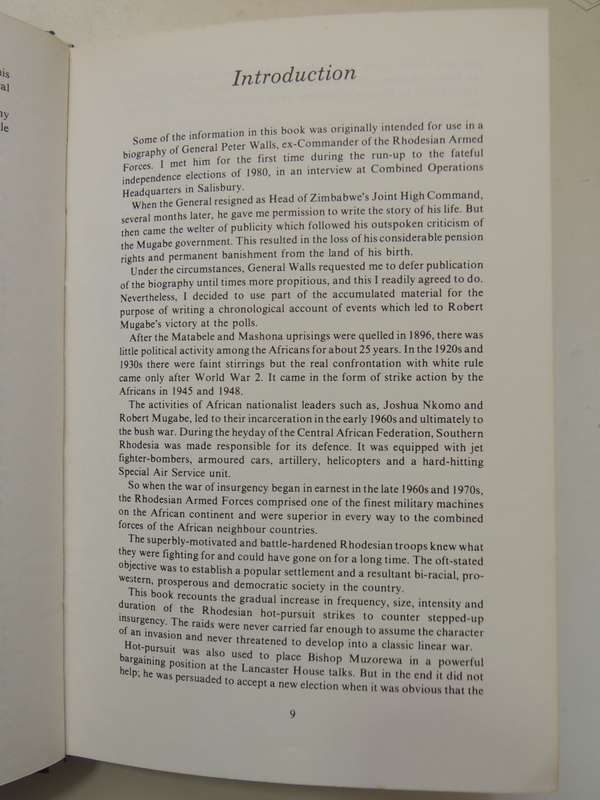 his
al
ny
le
Introduction
Some of the information in this book was originally intended for use in a
biography of General Peter Walls, ex-Commander of the Rhodesian Armed
Forces. I met him for the first time during the run-up to the fateful
independence elections of 1980, in an interview at Combined Operations
Headquarters in Salisbury.
When the General resigned as Head of Zimbabwe's Joint High Command,
several months later, he gave me permission to write the story of his life. But
then came the welter of publicity which followed his outspoken criticism of
the Mugabe government. This resulted in the loss of his considerable pension
rights and permanent banishment from the land of his birth.
Under the circumstances, General Walls requested me to defer publication
of the biography until times more propitious, and this I readily agreed to do.
Nevertheless, I decided to use part of the accumulated material for the
purpose of writing a chronological account of events which led to Robert
Mugabe's victory at the polls.
After the Matabele and Mashona uprisings were quelled in 1896, there was
little political activity among the Africans for about 25 years. In the 1920s and
1930s there were faint stirrings but the real confrontation with white rule
came only after World War 2. It came in the form of strike action by the
Africans in 1945 and 1948.
The activities of African nationalist leaders such as, Joshua Nkomo and
Robert Mugabe, led to their incarceration in the early 1960s and ultimately to
the bush war. During the heyday of the Central African Federation, Southern
Rhodesia was made responsible for its defence. It was equipped with jet
fighter-bombers, armoured cars, artillery, helicopters and a hard-hitting
Special Air Service unit.
So when the war of insurgency began in earnest in the late 1960s and 1970s,
the Rhodesian Armed Forces comprised one of the finest military machines
on the African continent and were superior in every way to the combined
forces of the African neighbour countries.
The superbly-motivated and battle-hardened Rhodesian troops knew what
they were fighting for and could have gone on for a long time. The oft-stated
objective was to establish a popular settlement and a resultant bi-racial, pro-
western, prosperous and democratic society in the country.
This book recounts the gradual increase in frequency, size, intensity and
duration of the Rhodesian hot-pursuit strikes to counter stepped-up
insurgency. The raids were never carried far enough to assume the character
of an invasion and never threatened to develop into a classic linear war.
Hot-pursuit was also used to place Bishop Muzorewa in a powerful
bargaining position at the Lancaster House talks. But in the end it did not
help; he was persuaded to accept a new election when it was obvious that the
9